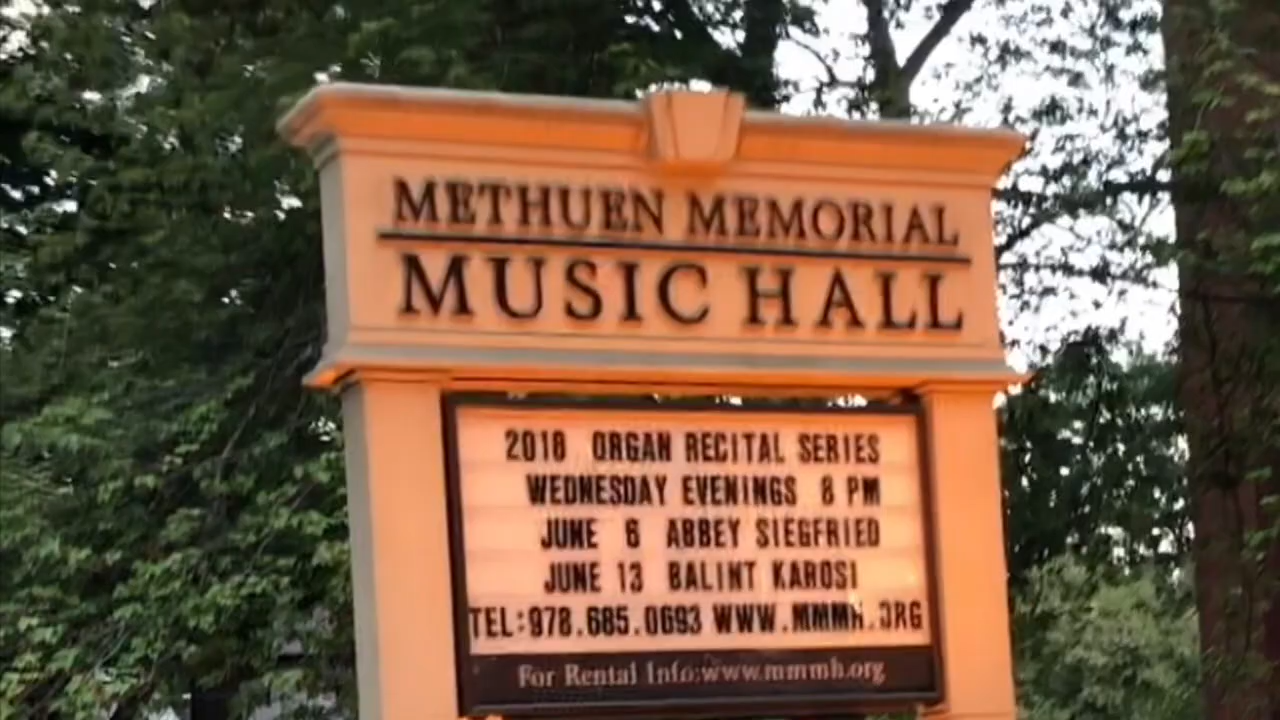 METHUEN MEMORIAL
MUSIC HALL
2018 ORGAN RECITAL SERIES
WEDNESDAY EVENINGS 8 PM
JUNE 6 ABBEY SIEGFRIED
JUNE 13 BALINT KAROSI
TEL:978.685.0693 WWW.MMMH.ORG
For Rental Info:www.mmmh.org